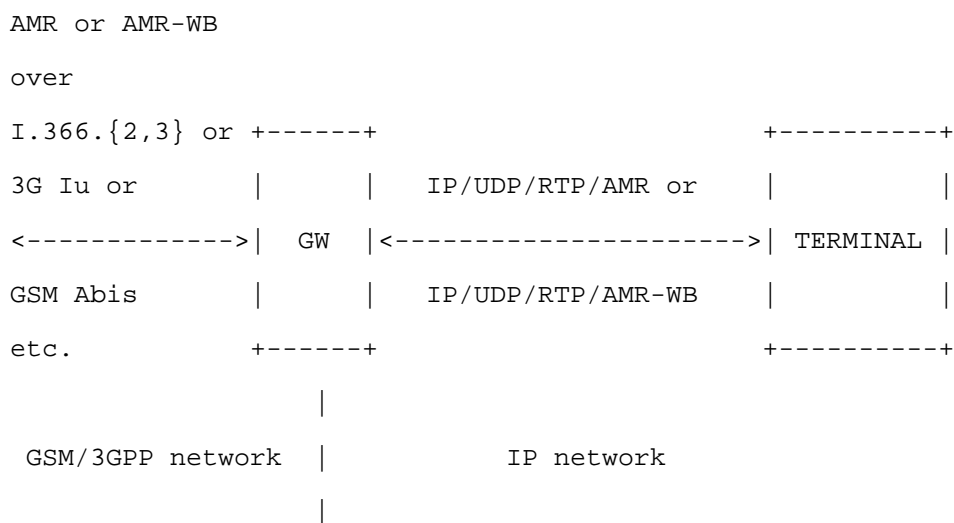 AMR or AMR-WB
over
I.366.{2,3} or +------+                        +----------+
3G Iu or       |      |   IP/UDP/RTP/AMR or    |          |
<------------->|  GW  |<---------------------->| TERMINAL |
GSM Abis       |      |   IP/UDP/RTP/AMR-WB    |          |
etc.           +------+                        +----------+
                   |
 GSM/3GPP network  |           IP network
                   |